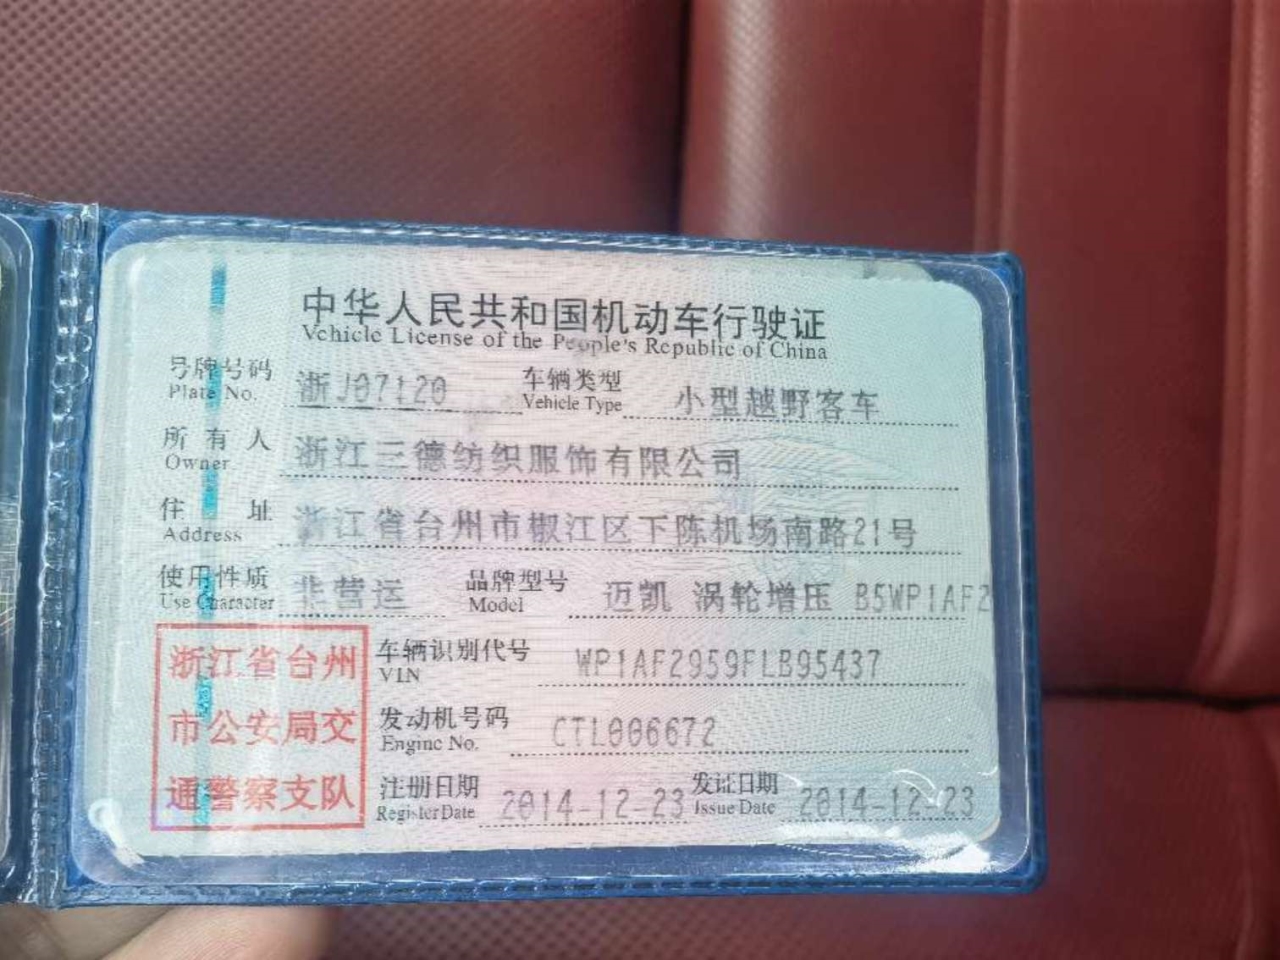 中华人民共和国机动车行驶证
Vehicle License of the People's Republic of China
号牌号码 浙J07120 车辆类型 小型越野客车
Plate No. Vehicle Type
所有人 浙江三德纺织服饰有限公司
Owner
住址 浙江省台州市椒江区下陈机场南路21号
Address
使用性质 非营运 品牌型号 迈凯 涡轮增压 B5WP1AF2
Use Character Model
浙江省台州
市公安局交
通警察支队
车辆识别代号 WP1AF2959FLB95437
VIN
发动机号码 CTL006672
Engine No.
注册日期 2014-12-23 发证日期 2014-12-23
Register Date Issue Date